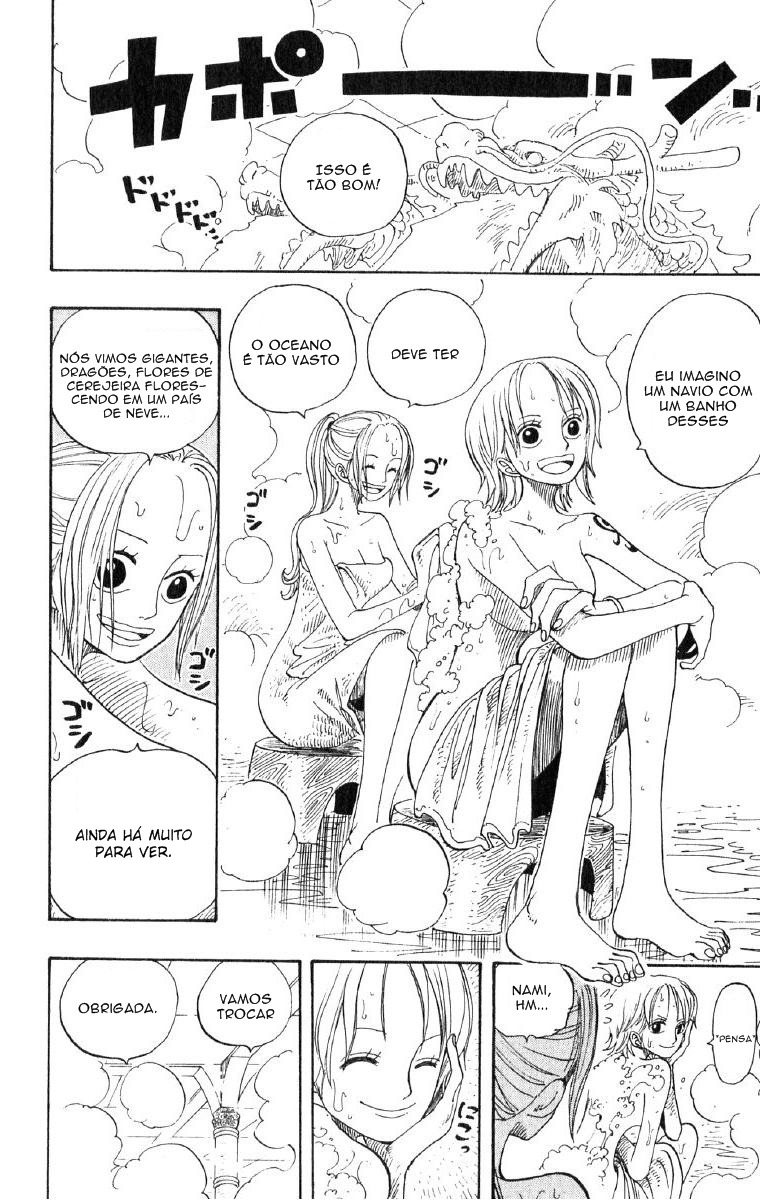 カポーーン
ISSO É
TÃO BOM!
ドドドド
EU IMAGINO
UM NAVIO COM
UM BANHO
DESSES
DEVE TER
O OCEANO
É TÃO VASTO
ゴシ
ゴシ
NÓS VIMOS GIGANTES,
DRAGÕES, FLORES DE
CEREJEIRA FLORES-
CENDO EM UM PAÍS
DE NEVE...
ゴシ
ゴシ
AINDA HÁ MUITO
PARA VER.
NAMI,
HM...
*PENSA*
VAMOS
TROCAR
OBRIGADA.